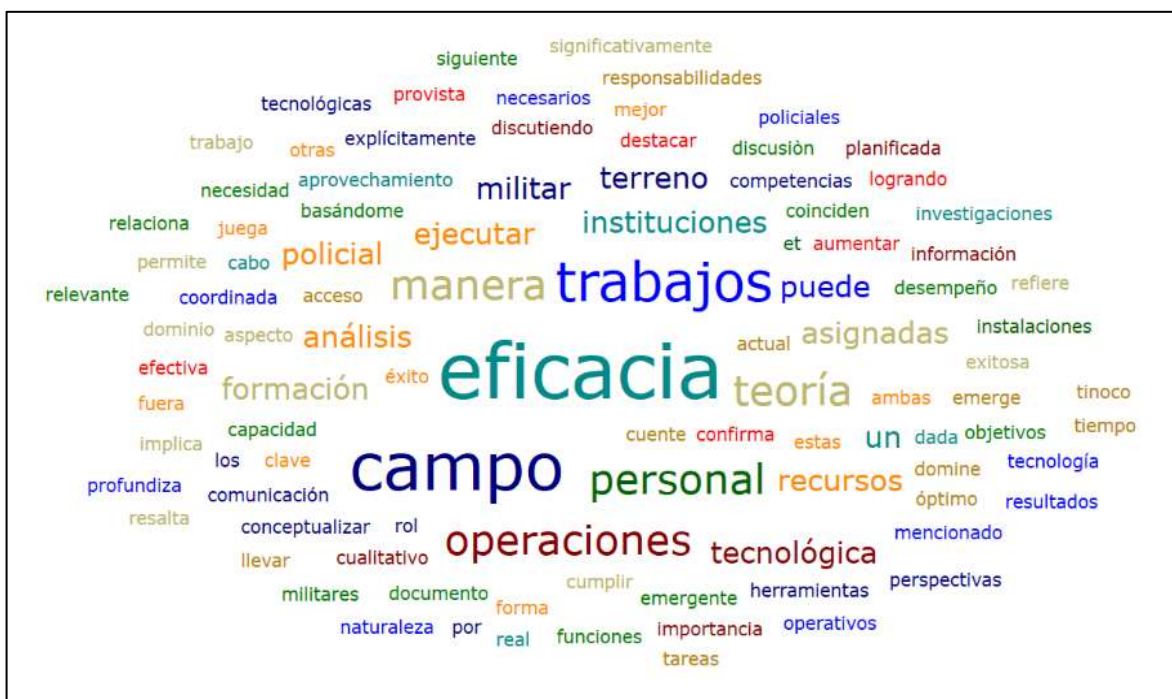 significativamente
siguiente
responsabilidades
tecnológicas provista necesarios mejor policiales
trabajo otras explícitamente discutiendo destacar discusiòn planificada
necesidad aprovechamiento militar terreno competencias logrando
relaciona juega basándome ejecutar instituciones coinciden investigaciones
permite cabo policial manera trabajos puede et aumentar información
relevante coordinada acceso desempeño refiere
dominio aspecto análisis eficacia actual asignadas instalaciones
efectiva formación éxito teoría ambas emerge exitosa tinoco
fuera capacidad cuente confirma estas un dada objetivos tiempo
implica los clave campo personal recursos domine tecnología
profundiza comunicación óptimo resultados
resalta conceptualizar rol operaciones tecnológica mencionado
llevar cualitativo cumplir herramientas perspectivas
militares documento forma emergente
naturaleza por real funciones importancia operativos
tareas